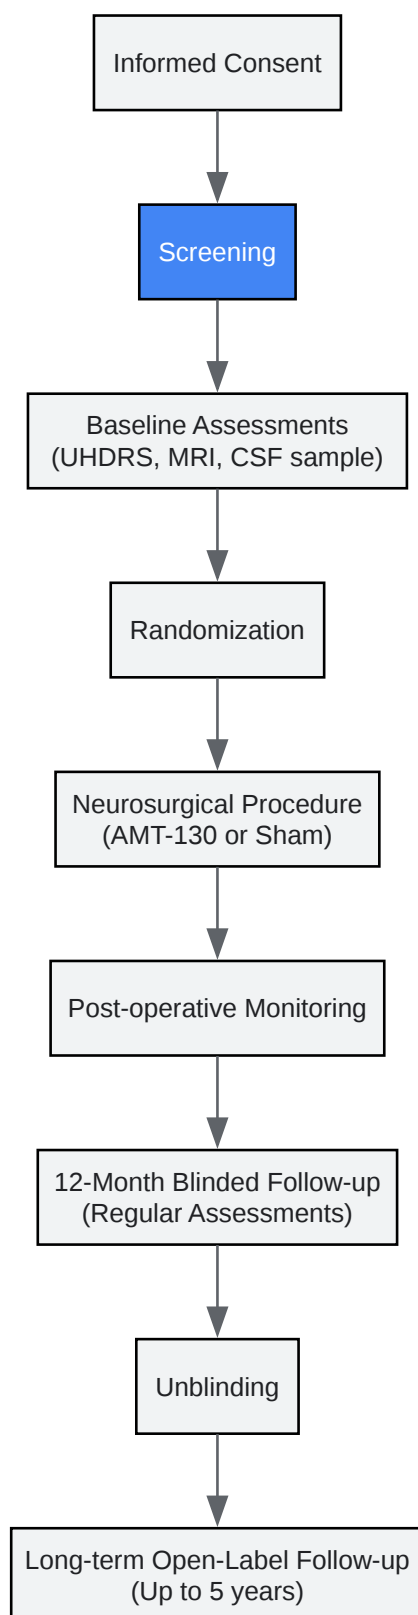 Informed Consent
Screening
Baseline Assessments
(UHDRS, MRI, CSF sample)
Randomization
Neurosurgical Procedure
(AMT-130 or Sham)
Post-operative Monitoring
12-Month Blinded Follow-up
(Regular Assessments)
Unblinding
Long-term Open-Label Follow-up
(Up to 5 years)